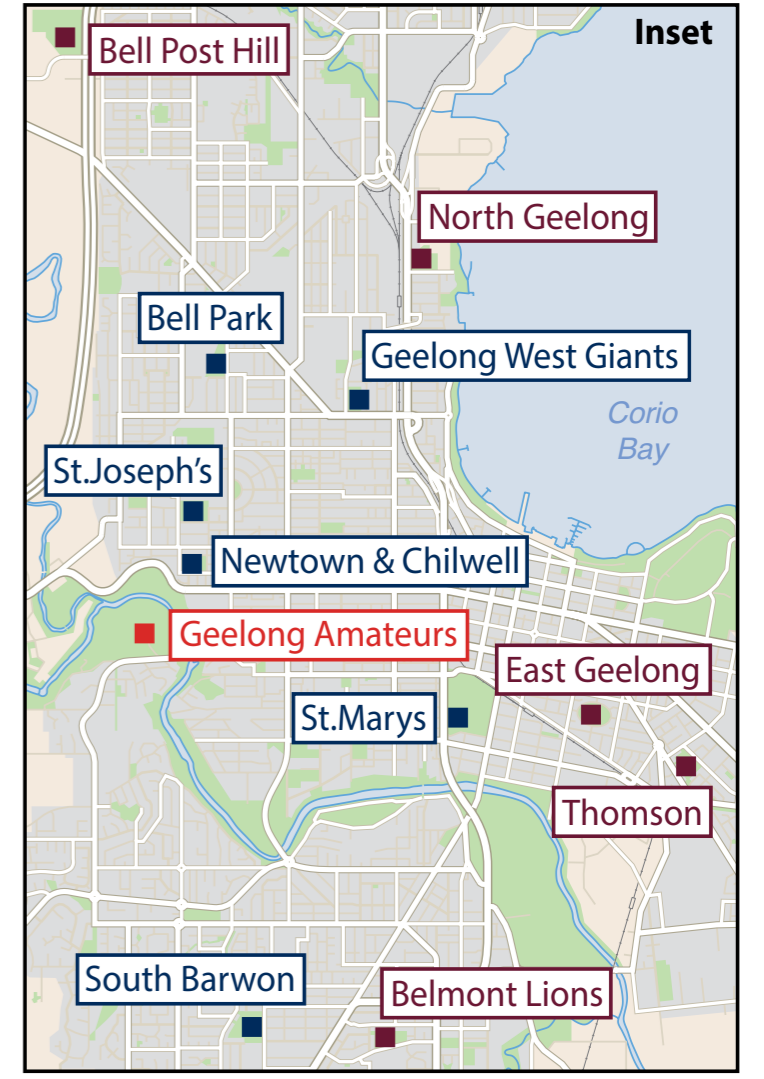 Inset
Bell Post Hill
North Geelong
Bell Park
Geelong West Giants
Corio
Bay
St.Joseph's
Newtown & Chilwell
Geelong Amateurs
East Geelong
St.Marys
Thomson
South Barwon
Belmont Lions